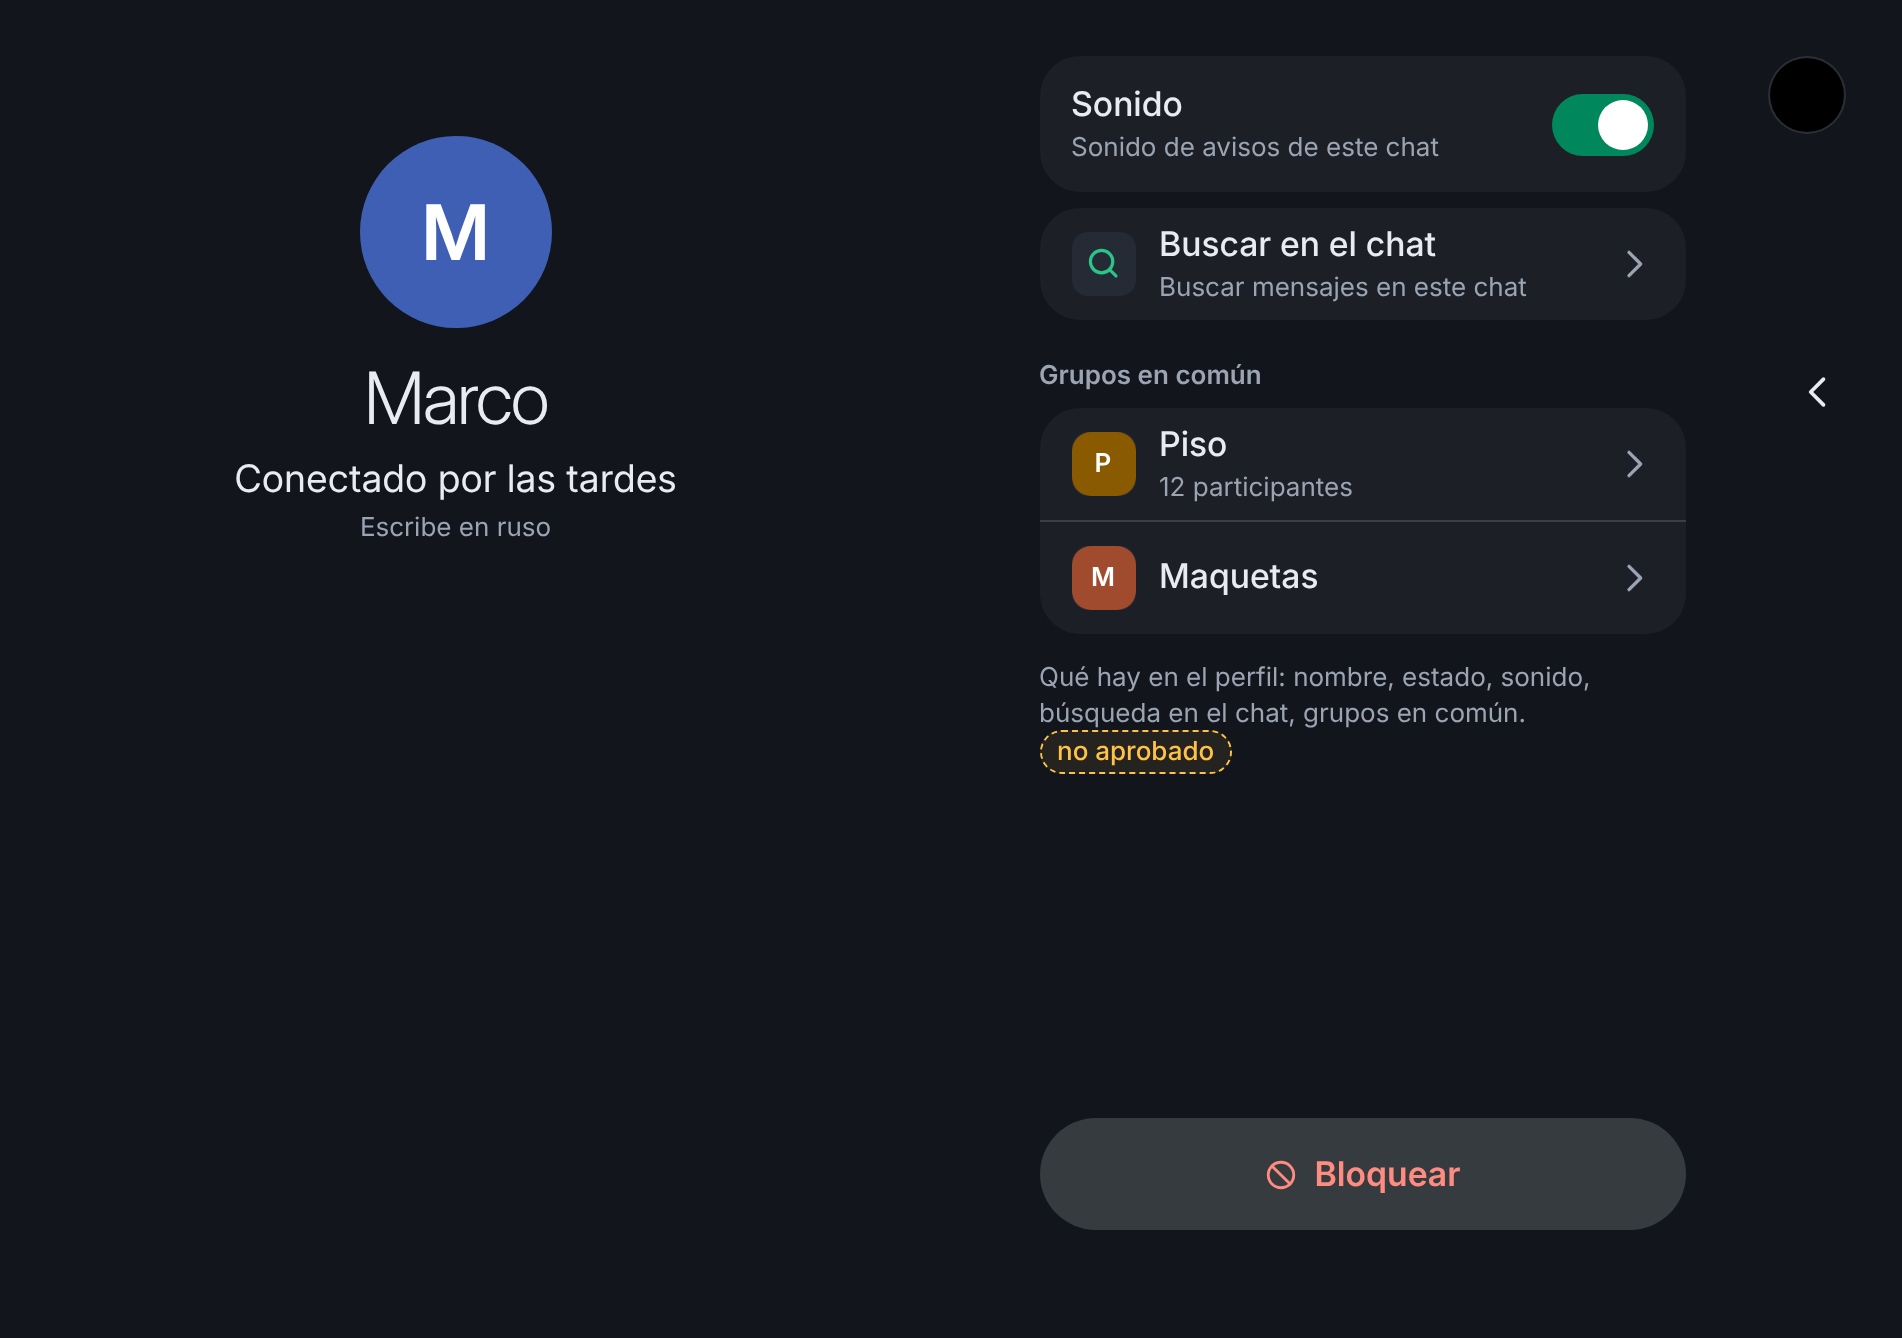 M
Marco
Conectado por las tardes
Escribe en ruso
Sonido
Sonido de avisos de este chat
Buscar en el chat
Buscar mensajes en este chat
Grupos en común
P
Piso
12 participantes
M
Maquetas
Qué hay en el perfil: nombre, estado, sonido,
búsqueda en el chat, grupos en común.
no aprobado
Bloquear